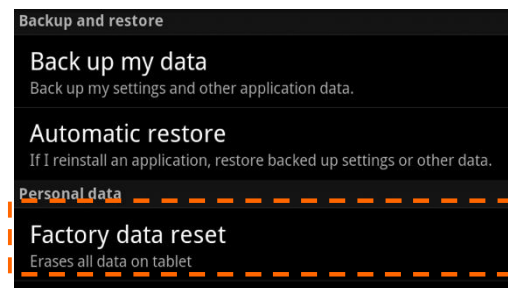 Backup and restore
Back up my data
Back up my settings and other application data.
Automatic restore
If I reinstall an application, restore backed up settings or other data.
Personal data
Factory data reset
Erases all data on tablet